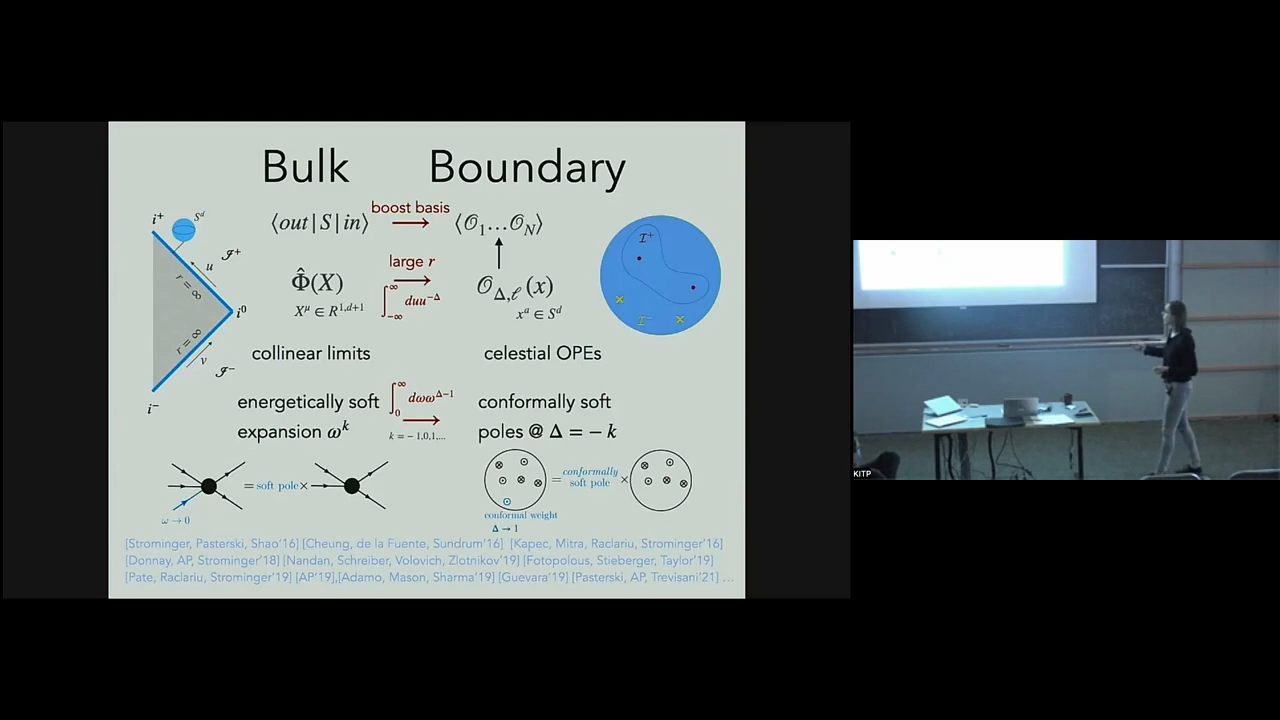 Bulk Boundary
⟨out|S|in⟩ boost basis ⟨𝒪₁…𝒪_N⟩
i⁺ S^d
𝓘⁺
u
r = ∞
i⁰
r = ∞
v
𝓘⁻
i⁻
Φ̂(X) large r 𝒪_{Δ,ℓ}(x)
X^μ ∈ R^{1,d+1} ∫_{-∞}^{∞} duu^{-Δ} x^a ∈ S^d
𝓘⁺
𝓘⁻
collinear limits celestial OPEs
energetically soft ∫_0^∞ dωω^{Δ-1} conformally soft
expansion ω^k k = −1,0,1,... poles @ Δ = − k
= soft pole ×
ω → 0
= conformally soft pole ×
conformal weight
Δ → 1
[Strominger, Pasterski, Shao'16] [Cheung, de la Fuente, Sundrum'16] [Kapec, Mitra, Raclariu, Strominger'16]
[Donnay, AP, Strominger'18] [Nandan, Schreiber, Volovich, Zlotnikov'19] [Fotopolous, Stieberger, Taylor'19]
[Pate, Raclariu, Strominger'19] [AP'19],[Adamo, Mason, Sharma'19] [Guevara'19] [Pasterski, AP, Trevisani'21] ...
KITP